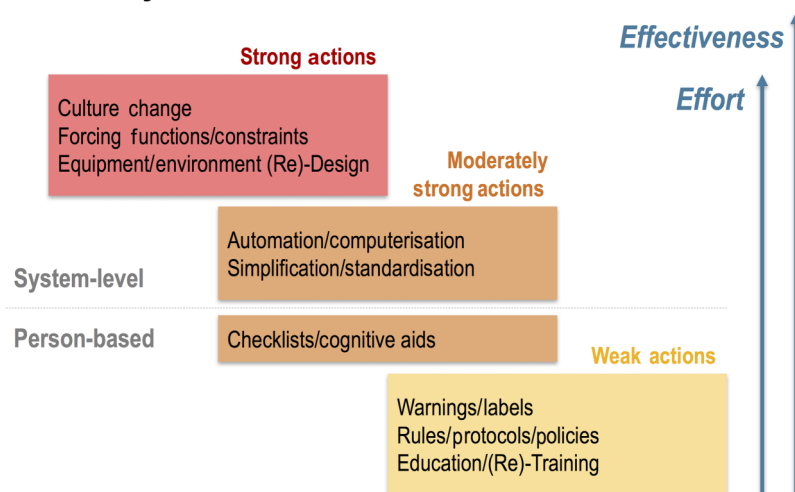 Effectiveness
Strong actions
Effort
Culture change
Forcing functions/constraints
Equipment/environment (Re)-Design
Moderately
strong actions
Automation/computerisation
Simplification/standardisation
System-level
Person-based
Checklists/cognitive aids
Weak actions
Warnings/labels
Rules/protocols/policies
Education/(Re)-Training